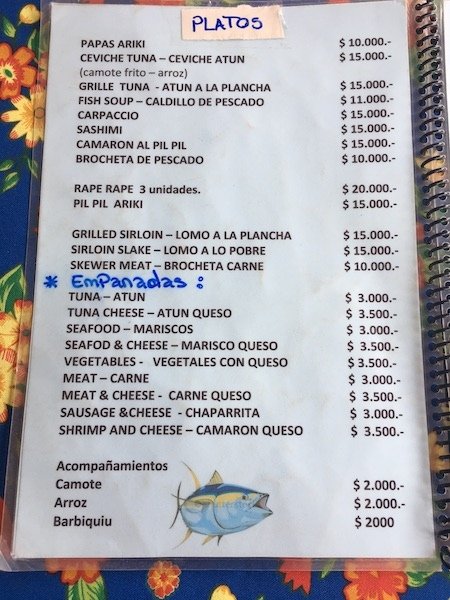 PLATOS
PAPAS ARIKI $ 10.000.-
CEVICHE TUNA – CEVICHE ATUN $ 15.000.-
(camote frito – arroz)
GRILLE TUNA - ATUN A LA PLANCHA $ 15.000.-
FISH SOUP – CALDILLO DE PESCADO $ 11.000.-
CARPACCIO $ 15.000.-
SASHIMI $ 15.000.-
CAMARON AL PIL PIL $ 15.000.-
BROCHETA DE PESCADO $ 10.000.-
RAPE RAPE 3 unidades. $ 20.000.-
PIL PIL ARIKI $ 15.000.-
GRILLED SIRLOIN – LOMO A LA PLANCHA $ 15.000.-
SIRLOIN SLAKE – LOMO A LO POBRE $ 15.000.-
SKEWER MEAT – BROCHETA CARNE $ 10.000.-
* EmPanadas :
TUNA – ATUN $ 3.000.-
TUNA CHEESE – ATUN QUESO $ 3.500.-
SEAFOOD – MARISCOS $ 3.000.-
SEAFOD & CHEESE – MARISCO QUESO $ 3.500.-
VEGETABLES - VEGETALES CON QUESO $ 3.500.-
MEAT – CARNE $ 3.000.-
MEAT & CHEESE - CARNE QUESO $ 3.500.-
SAUSAGE &CHEESE - CHAPARRITA $ 3.000.-
SHRIMP AND CHEESE – CAMARON QUESO $ 3.500.-
Acompañamientos
Camote $ 2.000.-
Arroz $ 2.000.-
Barbiquiu $ 2000